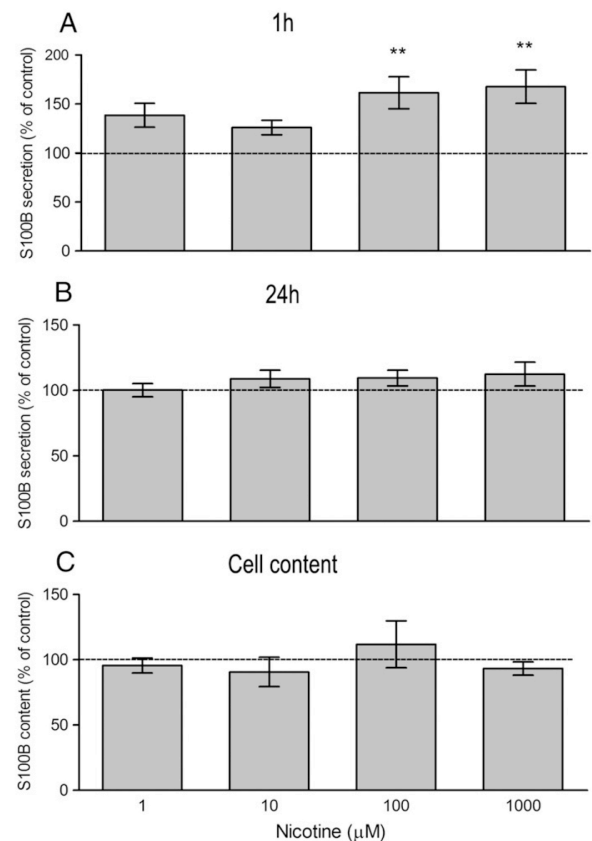 A
1h
S100B secretion (% of control)
200
150
100
50
0
**
**
B
24h
S100B secretion (% of control)
150
100
50
0
C
Cell content
S100B content (% of control)
150
100
50
0
1
10
100
1000
Nicotine (µM)